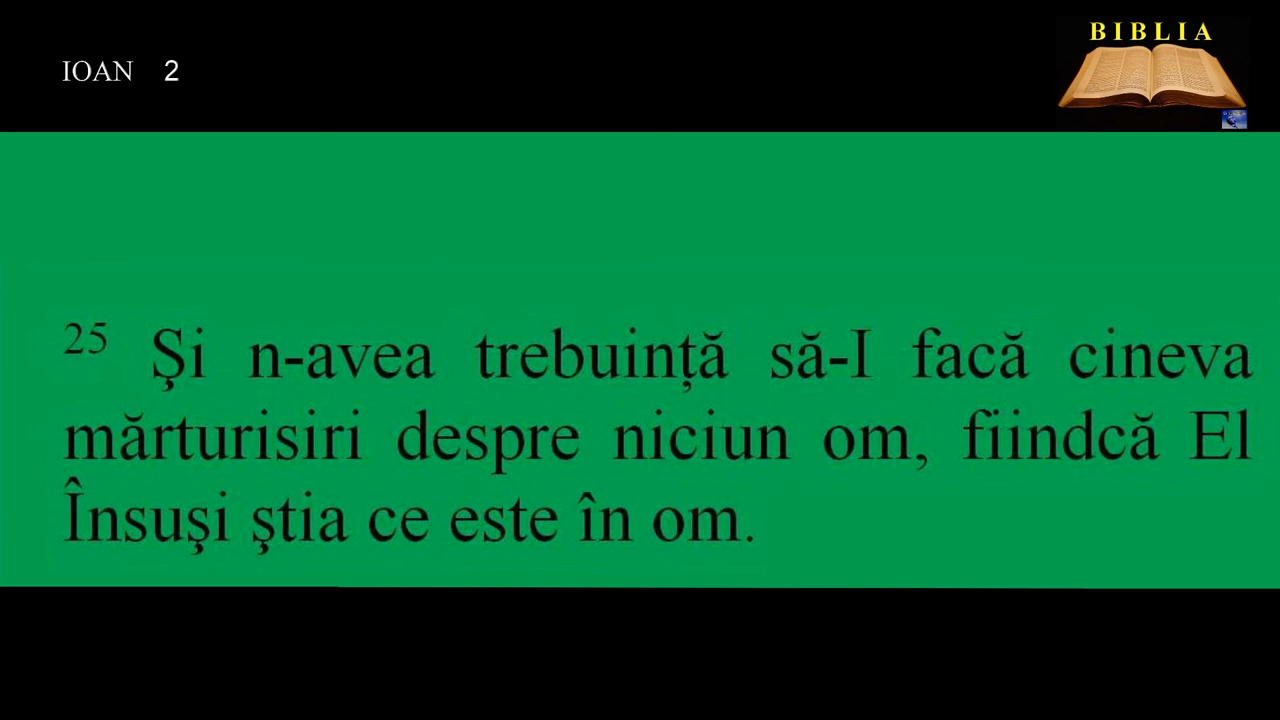 BIBLIA
IOAN 2
25 Şi n-avea trebuință să-I facă cineva
mărturisiri despre niciun om, fiindcă El
Însuşi ştia ce este în om.